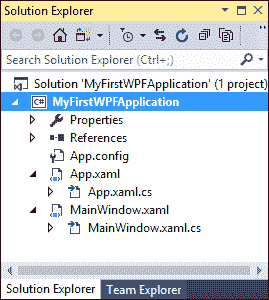 Solution Explorer
Search Solution Explorer (Ctrl+;)
Solution 'MyFirstWPFApplication' (1 project)
C# MyFirstWPFApplication
Properties
References
App.config
App.xaml
App.xaml.cs
MainWindow.xaml
MainWindow.xaml.cs
Solution Explorer Team Explorer